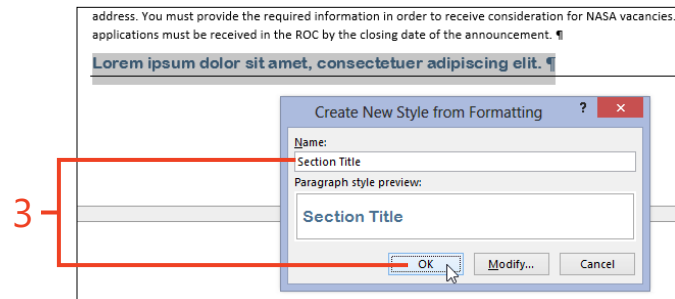 address. You must provide the required information in order to receive consideration for NASA vacancies.
applications must be received in the ROC by the closing date of the announcement. ¶
Lorem ipsum dolor sit amet, consectetuer adipiscing elit. ¶
Create New Style from Formatting ? ×
Name:
Section Title
Paragraph style preview:
Section Title
3
OK Modify... Cancel